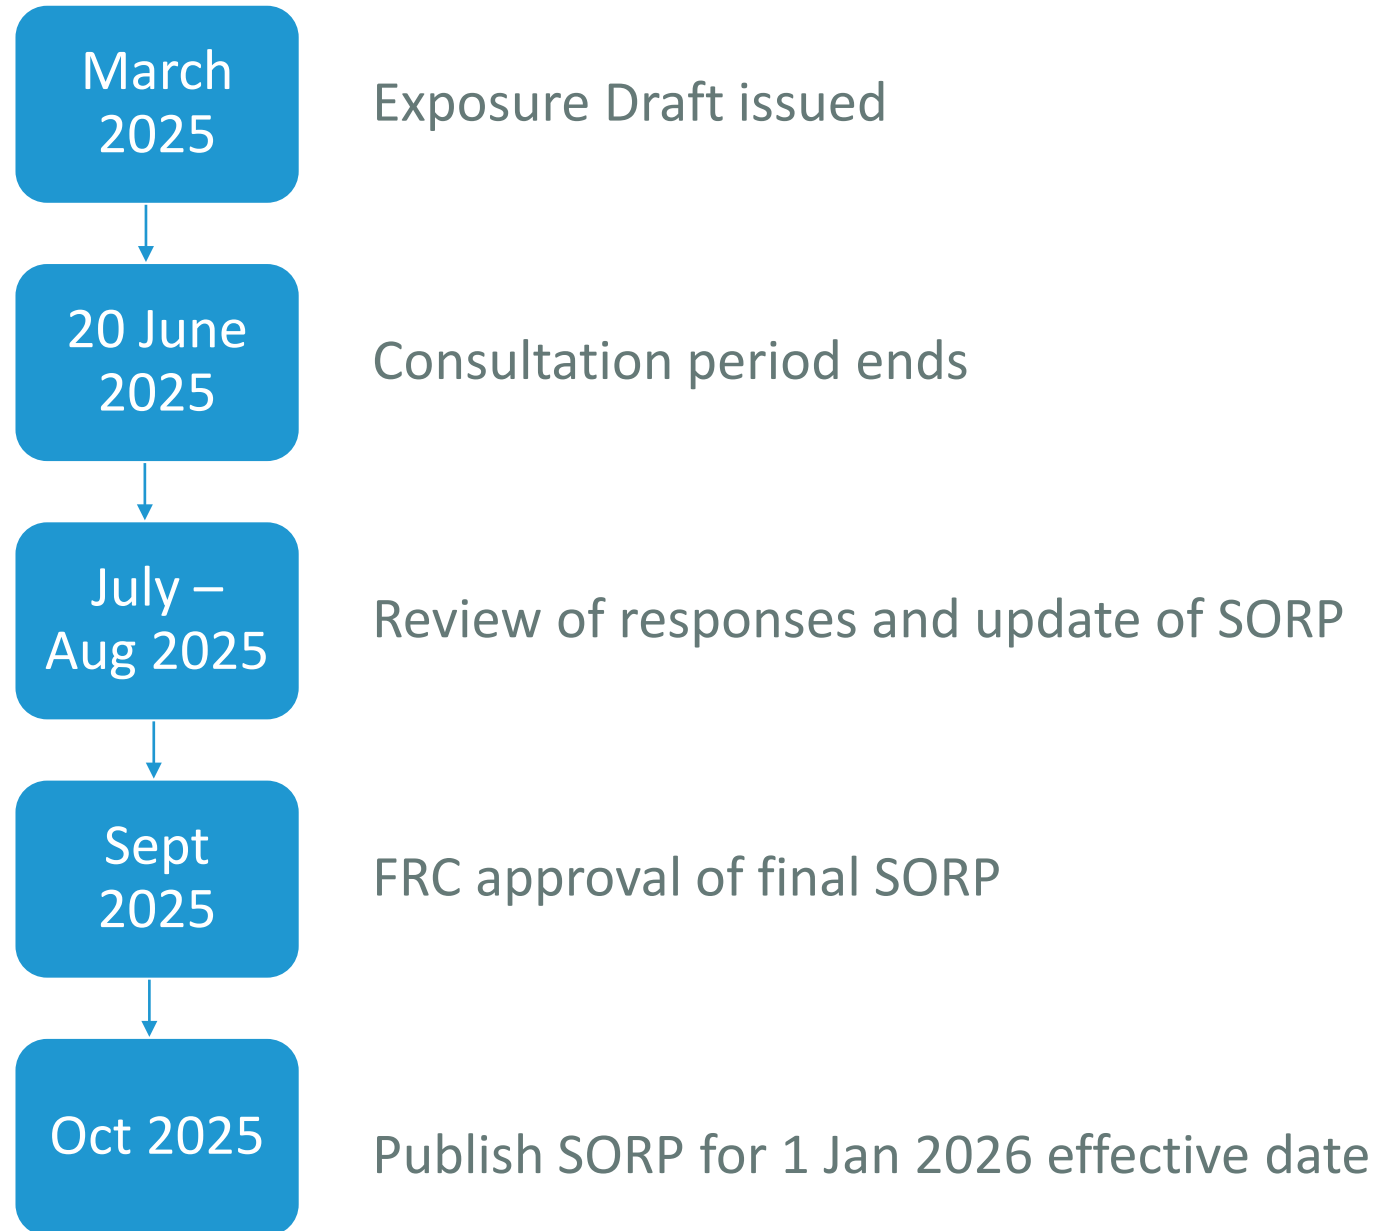 March
2025
Exposure Draft issued
20 June
2025
Consultation period ends
July –
Aug 2025
Review of responses and update of SORP
Sept
2025
FRC approval of final SORP
Oct 2025
Publish SORP for 1 Jan 2026 effective date